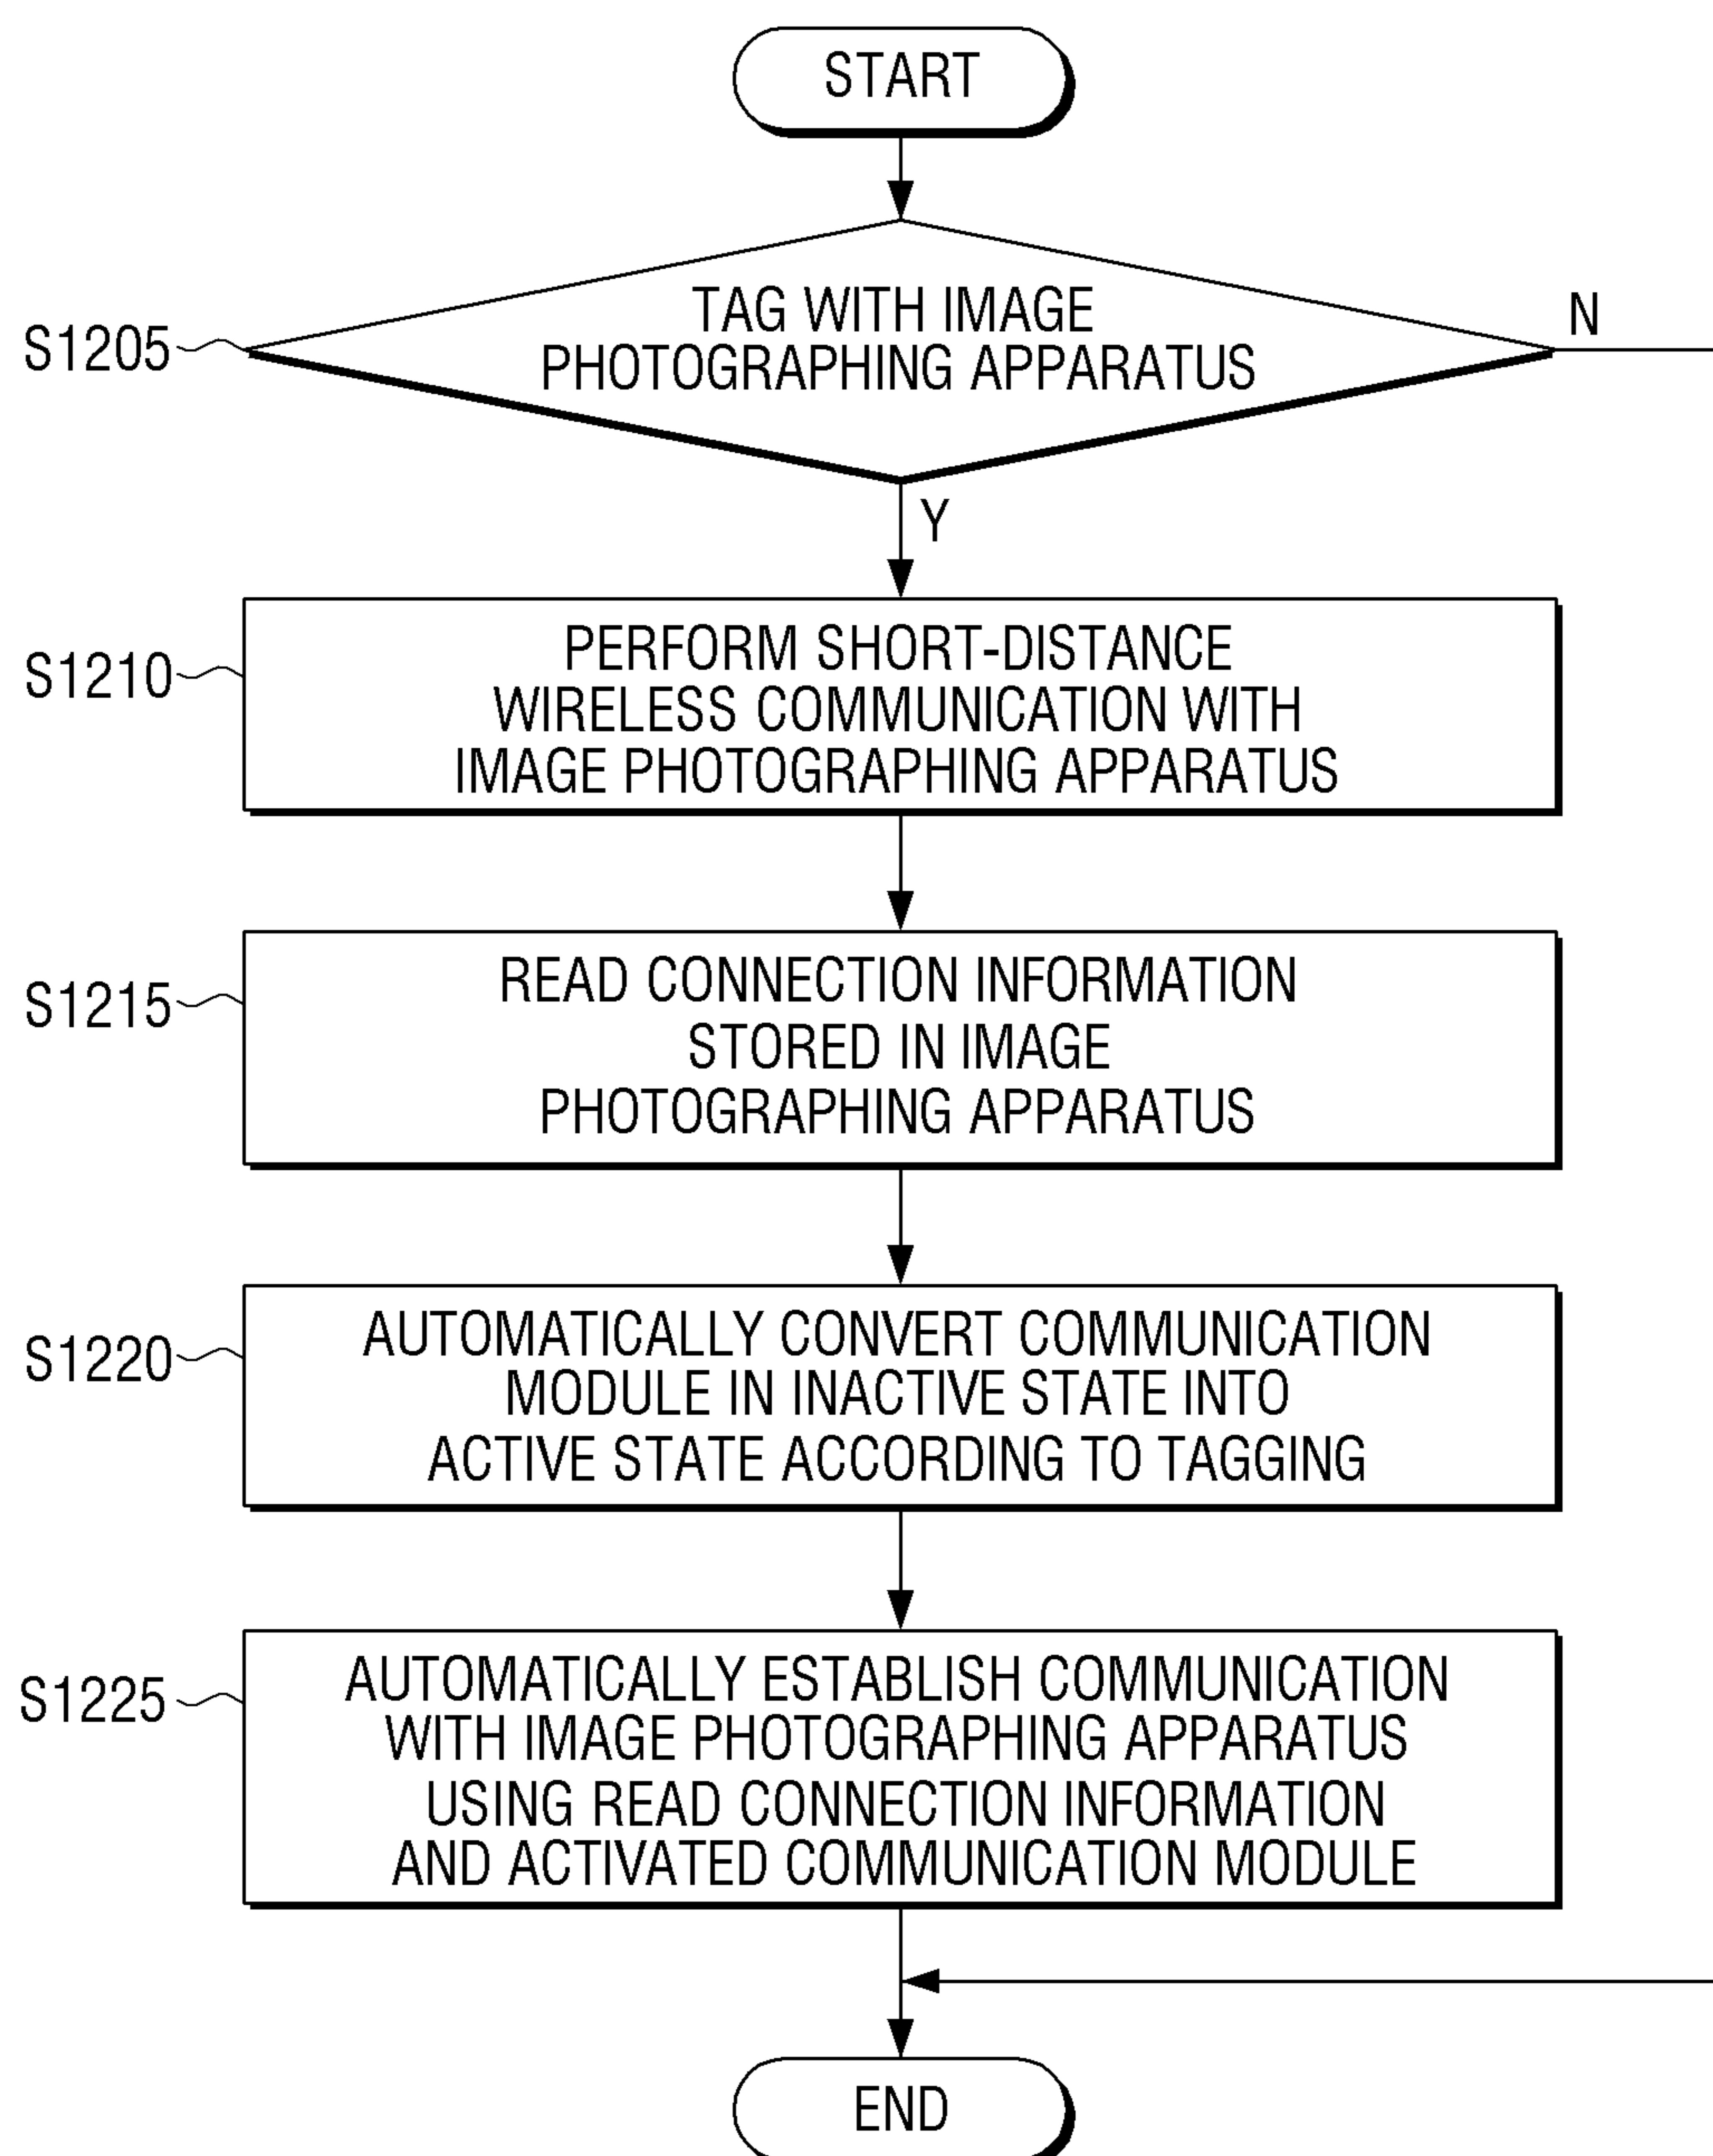 START
S1205
TAG WITH IMAGE
PHOTOGRAPHING APPARATUS
N
Y
S1210
PERFORM SHORT-DISTANCE
WIRELESS COMMUNICATION WITH
IMAGE PHOTOGRAPHING APPARATUS
S1215
READ CONNECTION INFORMATION
STORED IN IMAGE
PHOTOGRAPHING APPARATUS
S1220
AUTOMATICALLY CONVERT COMMUNICATION
MODULE IN INACTIVE STATE INTO
ACTIVE STATE ACCORDING TO TAGGING
S1225
AUTOMATICALLY ESTABLISH COMMUNICATION
WITH IMAGE PHOTOGRAPHING APPARATUS
USING READ CONNECTION INFORMATION
AND ACTIVATED COMMUNICATION MODULE
END